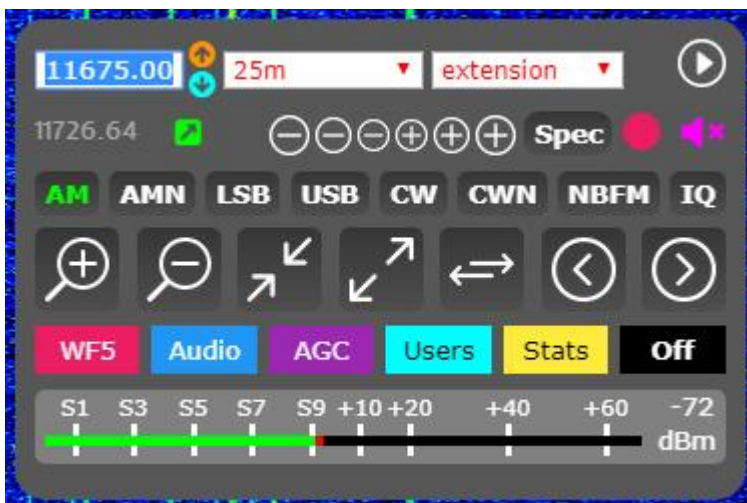 11675.00 25m extension
11726.64 Spec
AM AMN LSB USB CW CWN NBFM IQ
WF5 Audio AGC Users Stats Off
S1 S3 S5 S7 S9 +10 +20 +40 +60 -72
dBm